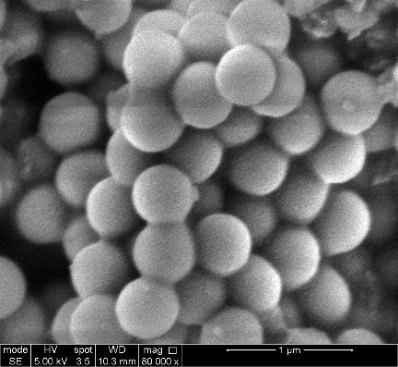 mode HV spot WD mag □ 1 µm
SE 5.00 kV 3.5 10.3 mm 80 000 x